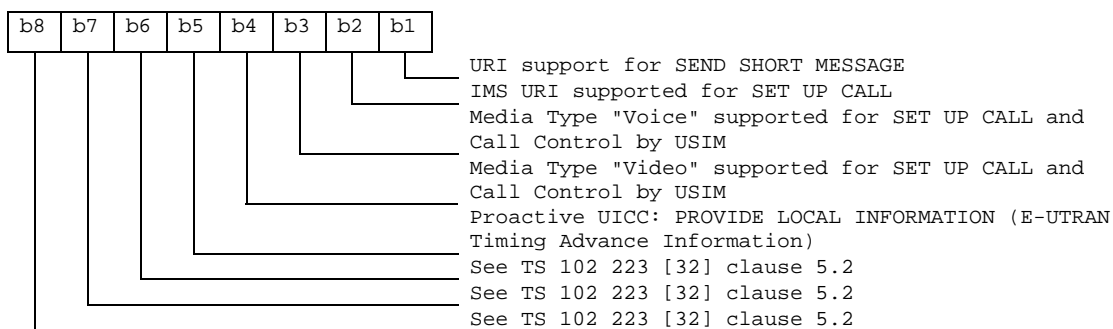 b8 b7 b6 b5 b4 b3 b2 b1
URI support for SEND SHORT MESSAGE
IMS URI supported for SET UP CALL
Media Type "Voice" supported for SET UP CALL and
Call Control by USIM
Media Type "Video" supported for SET UP CALL and
Call Control by USIM
Proactive UICC: PROVIDE LOCAL INFORMATION (E-UTRAN
Timing Advance Information)
See TS 102 223 [32] clause 5.2
See TS 102 223 [32] clause 5.2
See TS 102 223 [32] clause 5.2